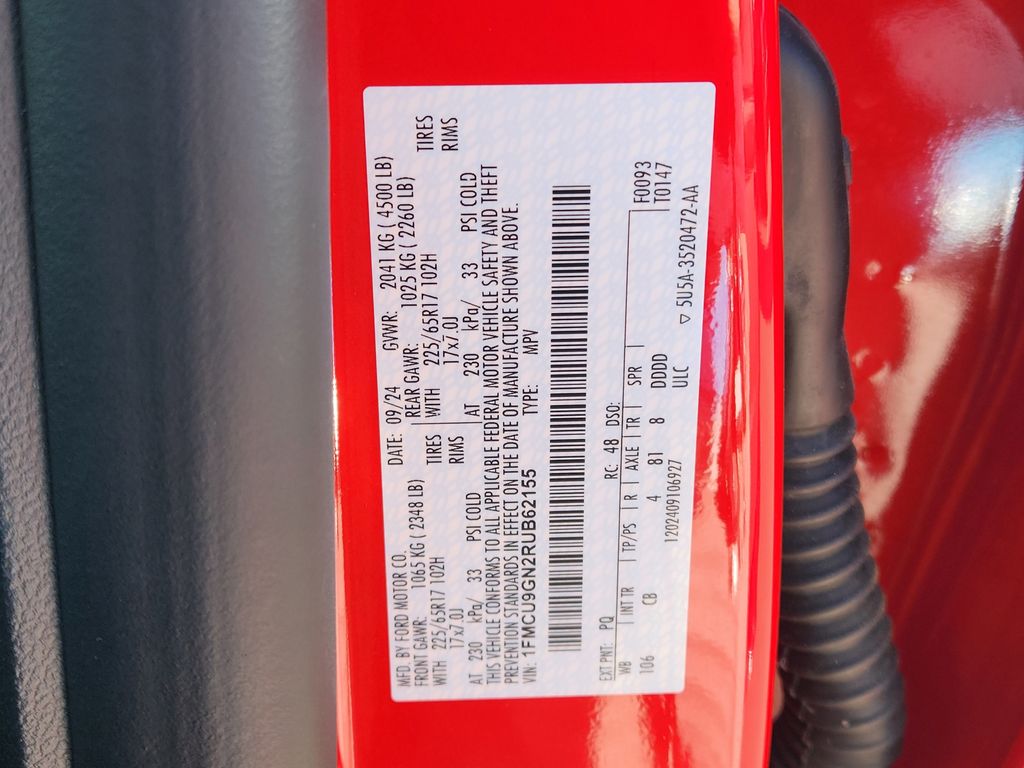 MFD. BY FORD MOTOR CO.
DATE: 09/24 GVWR: 2041 KG ( 4500 LB)
FRONT GAWR: 1065 KG ( 2348 LB) REAR GAWR: 1025 KG ( 2260 LB)
WITH 225/65R17 102H TIRES WITH 225/65R17 102H TIRES
17x7.0J RIMS 17x7.0J RIMS
AT 230 kPa/ 33 PSI COLD AT 230 kPa/ 33 PSI COLD
THIS VEHICLE CONFORMS TO ALL APPLICABLE FEDERAL MOTOR VEHICLE SAFETY AND THEFT
PREVENTION STANDARDS IN EFFECT ON THE DATE OF MANUFACTURE SHOWN ABOVE.
VIN: 1FMCU9GN2RUB62155 TYPE: MPV
EXT PNT: PQ RC: 48 DSO: F0093
WB INT TR TP/PS R AXLE TR SPR T0147
106 CB 4 81 8 DDDD
1202409106927 ULC ▽ 5U5A-3520472-AA